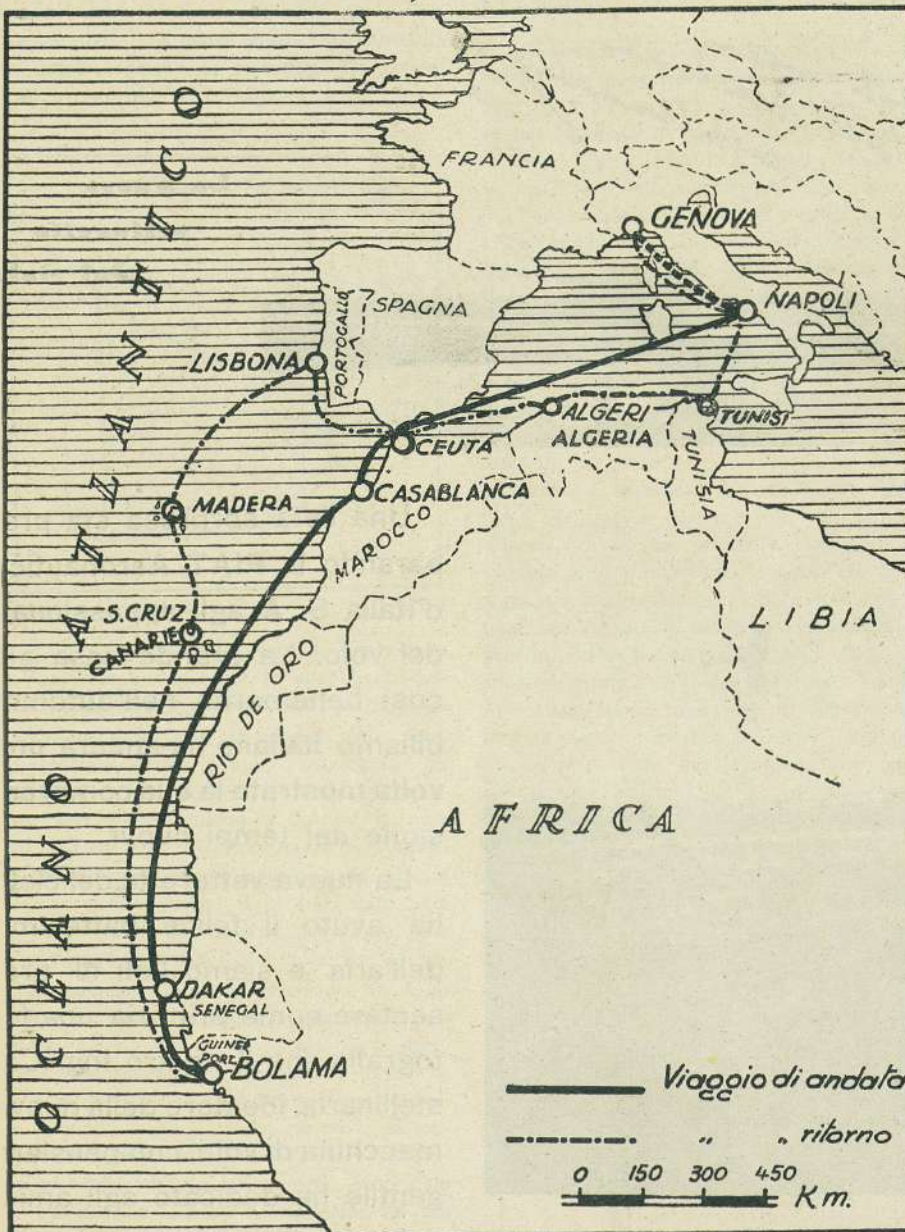 OCEANO ATLANTICO
FRANCIA
GENOVA
NAPOLI
SPAGNA
PORTOGALLO
LISBONA
ALGERI
ALGERIA
TUNISI
TUNISIA
CEUTA
CASABLANCA
MADERA
MAROCCO
S. CRUZ
CANARIE
LIBIA
RIO DE ORO
AFRICA
DAKAR
SENEGAL
PORT.
BOLAMA
Viaggio di andata
" " ritorno
0 150 300 450
Km.